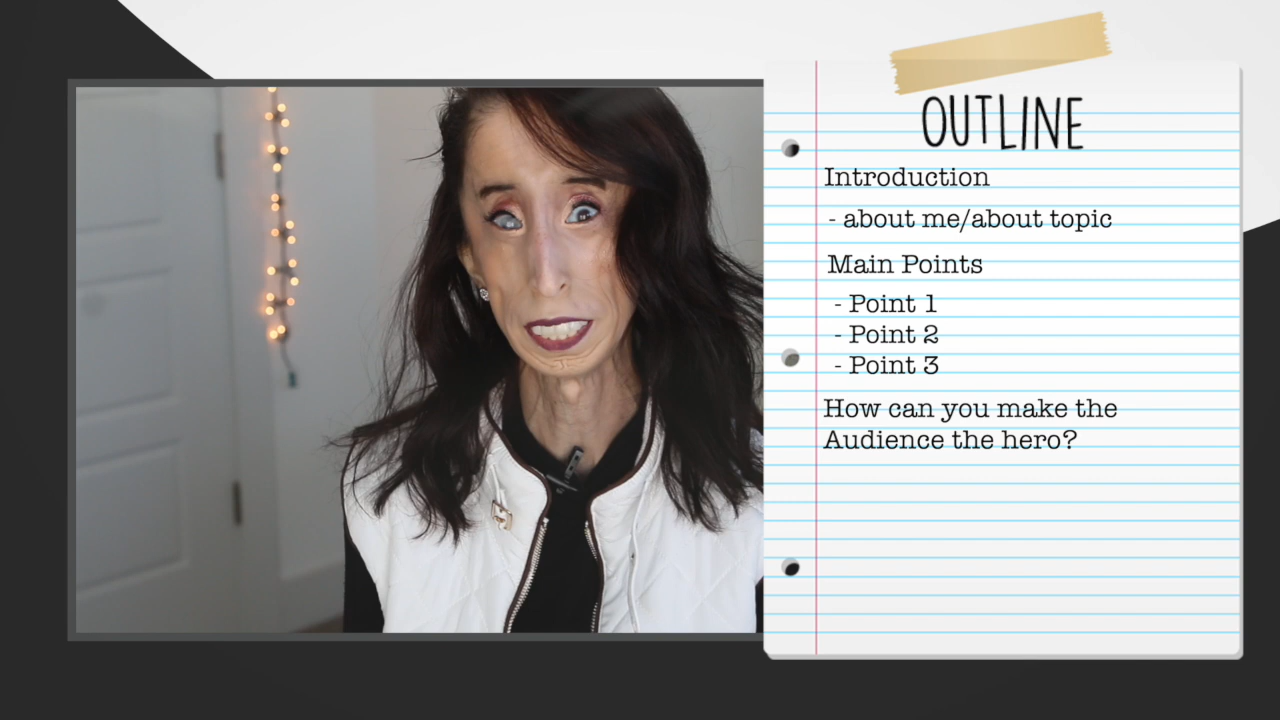 OUTLINE
Introduction
- about me/about topic
Main Points
- Point 1
- Point 2
- Point 3
How can you make the
Audience the hero?